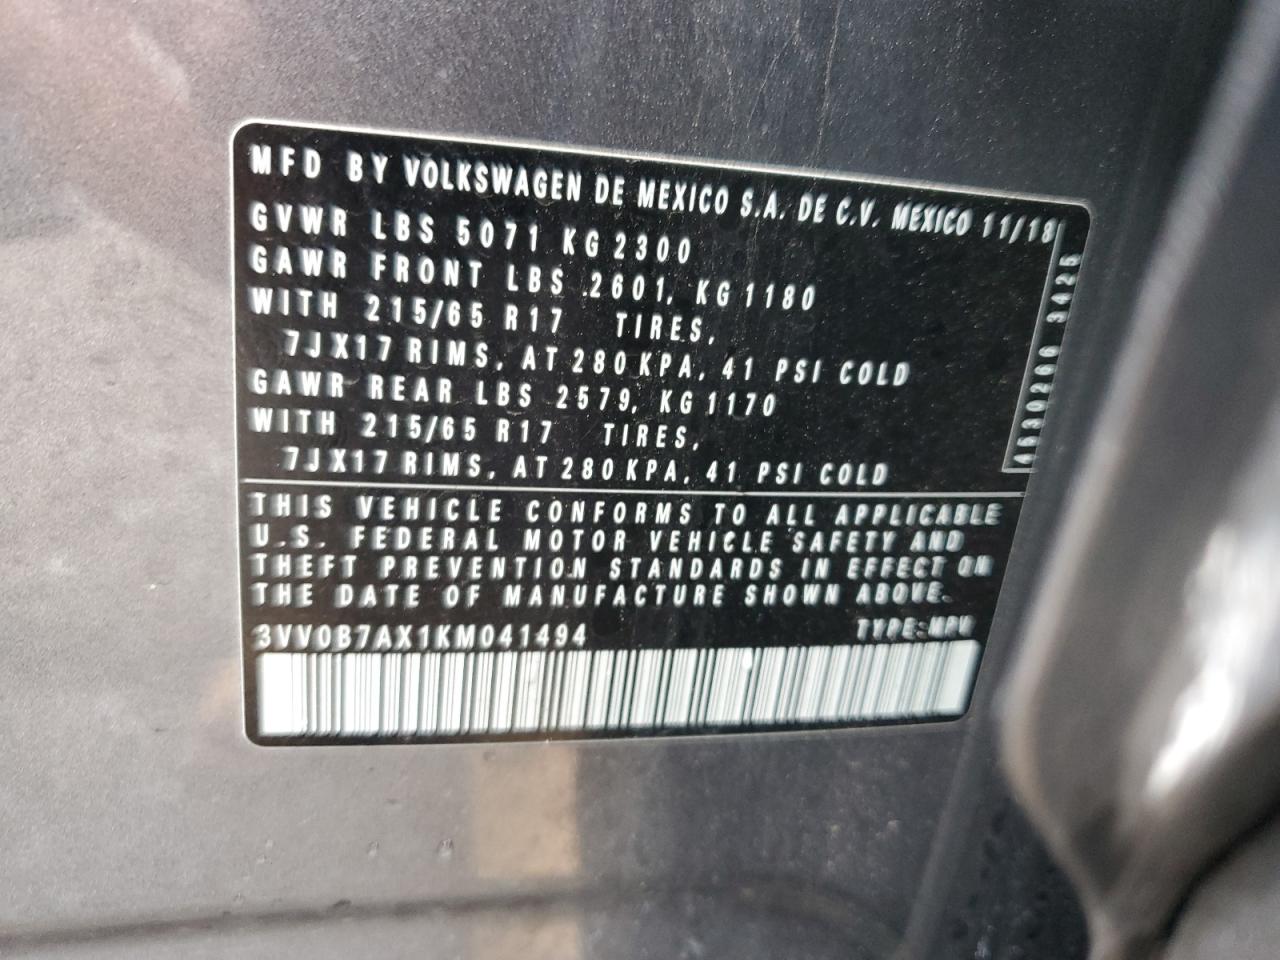 MFD BY VOLKSWAGEN DE MEXICO S.A. DE C.V. MEXICO 11/18
GVWR LBS 5071 KG 2300
GAWR FRONT LBS 2601, KG 1180
WITH 215/65 R17 TIRES,
7JX17 RIMS, AT 280 KPA, 41 PSI COLD
GAWR REAR LBS 2579, KG 1170
WITH 215/65 R17 TIRES,
7JX17 RIMS, AT 280 KPA, 41 PSI COLD
THIS VEHICLE CONFORMS TO ALL APPLICABLE
U.S. FEDERAL MOTOR VEHICLE SAFETY AND
THEFT PREVENTION STANDARDS IN EFFECT ON
THE DATE OF MANUFACTURE SHOWN ABOVE.
3VV0B7AX1KM041494 TYPE: MPV